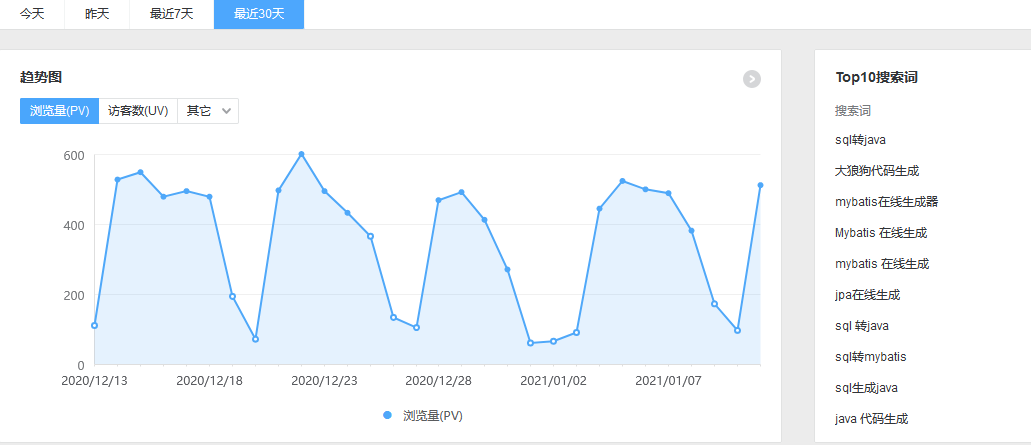 今天 昨天 最近7天 最近30天
趋势图
浏览量(PV) 访客数(UV) 其它
600
400
200
0
2020/12/13 2020/12/18 2020/12/23 2020/12/28 2021/01/02 2021/01/07
浏览量(PV)
Top10搜索词
搜索词
sql转java
大狼狗代码生成
mybatis在线生成器
Mybatis 在线生成
mybatis 在线生成
jpa在线生成
sql 转java
sql转mybatis
sql生成java
java 代码生成